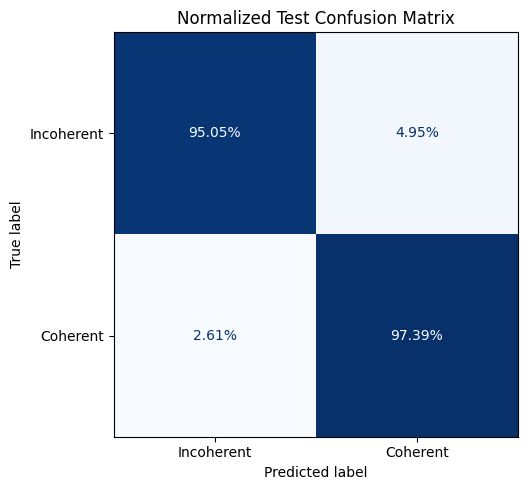 Normalized Test Confusion Matrix
True label
Incoherent
95.05%
4.95%
Coherent
2.61%
97.39%
Incoherent
Coherent
Predicted label